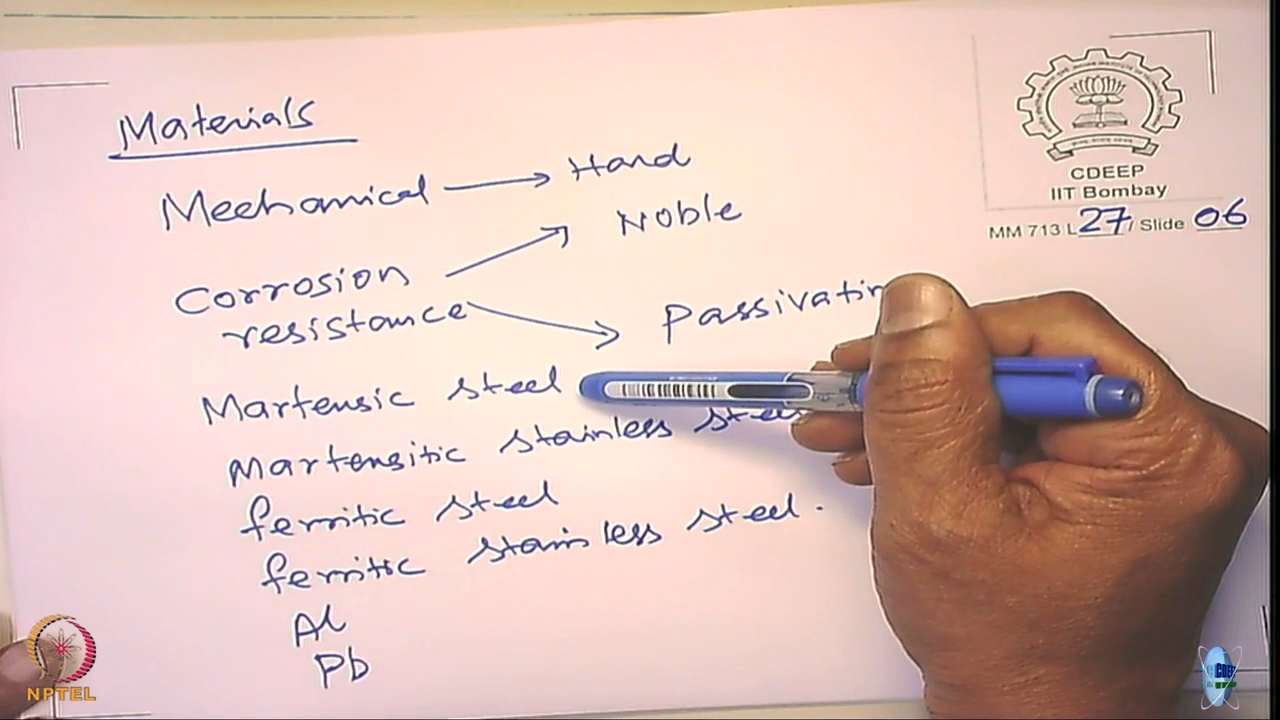 Materials
Mechanical → Hard
Corrosion resistance
Noble
Passivatin
Martensic steel
Martensitic stainless steel
ferritic steel
ferritic stainless steel.
Al
Pb
CDEEP
IIT Bombay
MM 713 L 27 / Slide 06
NPTEL